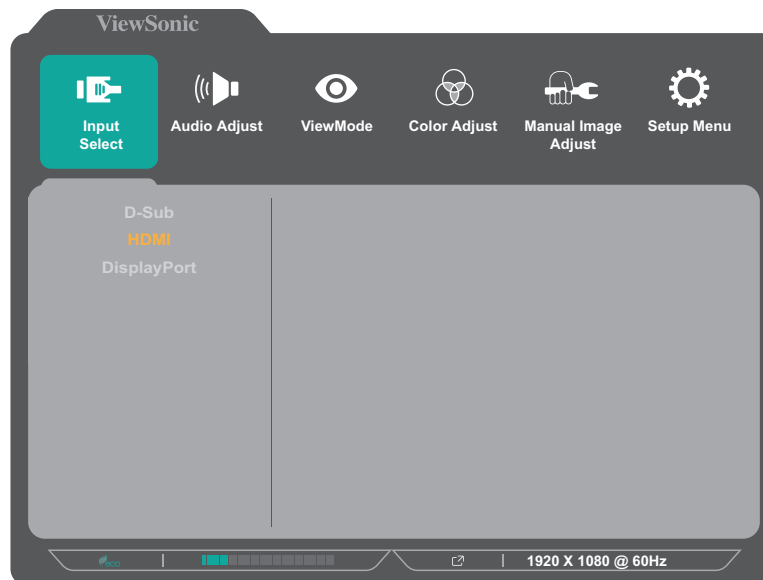 ViewSonic
Input
Select
Audio Adjust
ViewMode
Color Adjust
Manual Image
Adjust
Setup Menu
D-Sub
HDMI
DisplayPort
eco
1920 X 1080 @ 60Hz